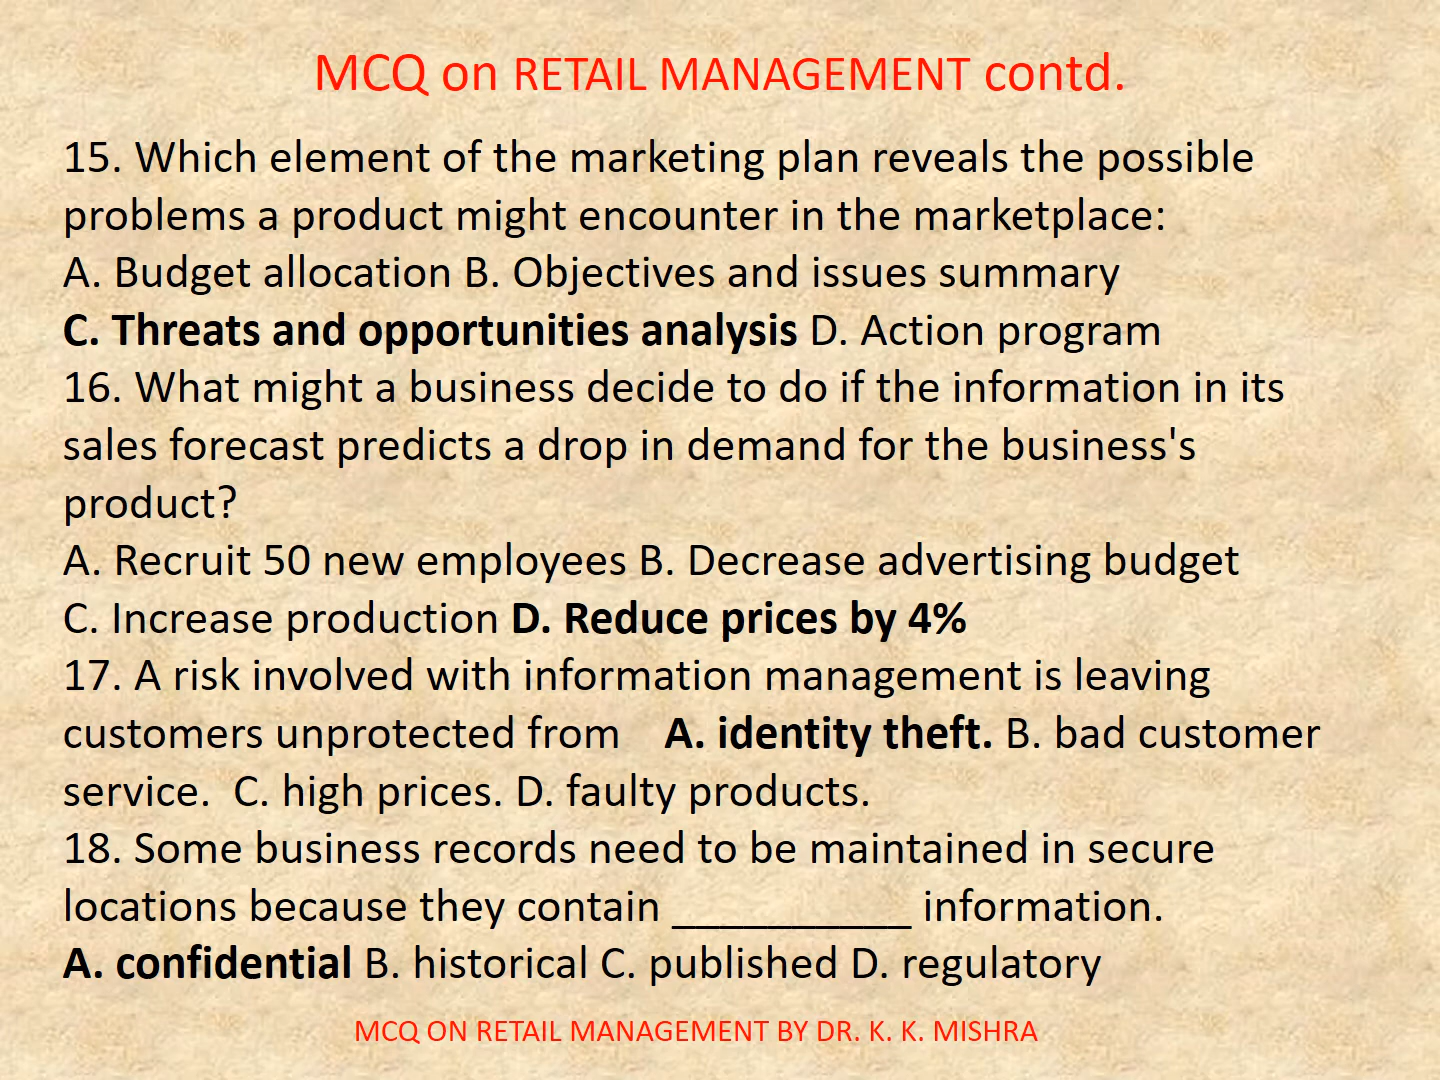 MCQ on RETAIL MANAGEMENT contd.
15. Which element of the marketing plan reveals the possible
problems a product might encounter in the marketplace:
A. Budget allocation B. Objectives and issues summary
C. Threats and opportunities analysis D. Action program
16. What might a business decide to do if the information in its
sales forecast predicts a drop in demand for the business's
product?
A. Recruit 50 new employees B. Decrease advertising budget
C. Increase production D. Reduce prices by 4%
17. A risk involved with information management is leaving
customers unprotected from    A. identity theft. B. bad customer
service.  C. high prices. D. faulty products.
18. Some business records need to be maintained in secure
locations because they contain __________ information.
A. confidential B. historical C. published D. regulatory
MCQ ON RETAIL MANAGEMENT BY DR. K. K. MISHRA